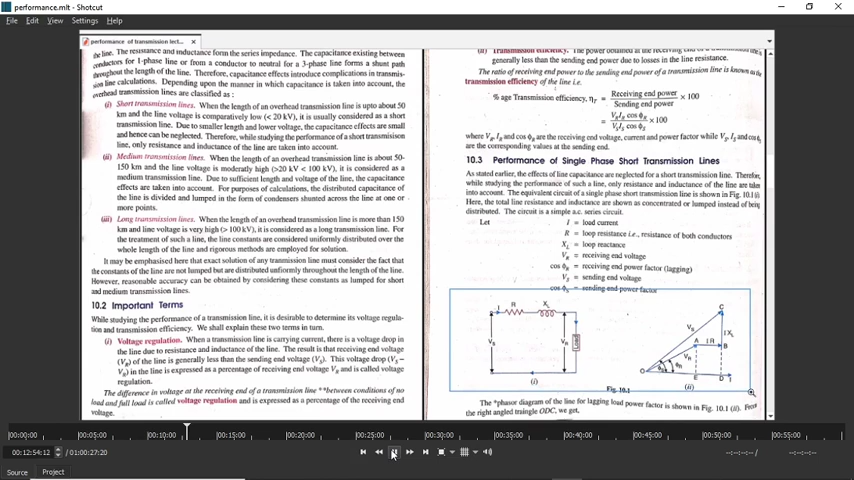 performance.mlt - Shotcut
File Edit View Settings Help
performance of transmission lect...
the line. The resistance and inductance form the series impedance. The capacitance existing between
conductors for 1-phase line or from a conductor to neutral for a 3-phase line forms a shunt path
throughout the length of the line. Therefore, capacitance effects introduce complications in transmis-
sion line calculations. Depending upon the manner in which capacitance is taken into account, the
overhead transmission lines are classified as :
(i) Short transmission lines. When the length of an overhead transmission line is upto about 50
km and the line voltage is comparatively low (< 20 kV), it is usually considered as a short
transmission line. Due to smaller length and lower voltage, the capacitance effects are small
and hence can be neglected. Therefore, while studying the performance of a short transmission
line, only resistance and inductance of the line are taken into account.
(ii) Medium transmission lines. When the length of an overhead transmission line is about 50-
150 km and the line voltage is moderatly high (>20 kV < 100 kV), it is considered as a
medium transmission line. Due to sufficient length and voltage of the line, the capacitance
effects are taken into account. For purposes of calculations, the distributed capacitance of
the line is divided and lumped in the form of condensers shunted across the line at one or
more points.
(iii) Long transmission lines. When the length of an overhead transmission line is more than 150
km and line voltage is very high (> 100 kV), it is considered as a long transmission line. For
the treatment of such a line, the line constants are considered uniformly distributed over the
whole length of the line and rigorous methods are employed for solution.
It may be emphasised here that exact solution of any transmission line must consider the fact that
the constants of the line are not lumped but are distributed uniformly throughout the length of the line.
However, reasonable accuracy can be obtained by considering these constants as lumped for short
and medium transmission lines.
10.2 Important Terms
While studying the performance of a transmission line, it is desirable to determine its voltage regula-
tion and transmission efficiency. We shall explain these two terms in turn.
(i) Voltage regulation. When a transmission line is carrying current, there is a voltage drop in
the line due to resistance and inductance of the line. The result is that receiving end voltage
(VR) of the line is generally less than the sending end voltage (VS). This voltage drop (VS −
VR) in the line is expressed as a percentage of receiving end voltage VR and is called voltage
regulation.
The difference in voltage at the receiving end of a transmission line **between conditions of no
load and full load is called voltage regulation and is expressed as a percentage of the receiving end
voltage.
(ii) Transmission efficiency. The power obtained at the receiving end of a transmission line is
generally less than the sending end power due to losses in the line resistance.
The ratio of receiving end power to the sending end power of a transmission line is known as the
transmission efficiency of the line i.e.
% age Transmission efficiency, ηT = Receiving end power / Sending end power × 100
= VR IR cos ϕR / VS IS cos ϕS × 100
where VR, IR and cos ϕR are the receiving end voltage, current and power factor while VS, IS and cos ϕS
are the corresponding values at the sending end.
10.3 Performance of Single Phase Short Transmission Lines
As stated earlier, the effects of line capacitance are neglected for a short transmission line. Therefore,
while studying the performance of such a line, only resistance and inductance of the line are taken
into account. The equivalent circuit of a single phase short transmission line is shown in Fig. 10.1 (i).
Here, the total line resistance and inductance are shown as concentrated or lumped instead of being
distributed. The circuit is a simple a.c. series circuit.
Let I = load current
R = loop resistance i.e., resistance of both conductors
XL = loop reactance
VR = receiving end voltage
cos ϕR = receiving end power factor (lagging)
VS = sending end voltage
cos ϕS = sending end power factor
I R XL
VS VR Load
(i)
C
VS I XL
A I R B
VR
O ϕS ϕR E D I
(ii)
Fig. 10.1
The *phasor diagram of the line for lagging load power factor is shown in Fig. 10.1 (ii). From
the right angled traingle ODC, we get,
00:00:00 00:05:00 00:10:00 00:15:00 00:20:00 00:25:00 00:30:00 00:35:00 00:40:00 00:45:00 00:50:00 00:55:00
00:12:54:12 / 01:00:27:20 --:--:--:-- / --:--:--:--
Source Project